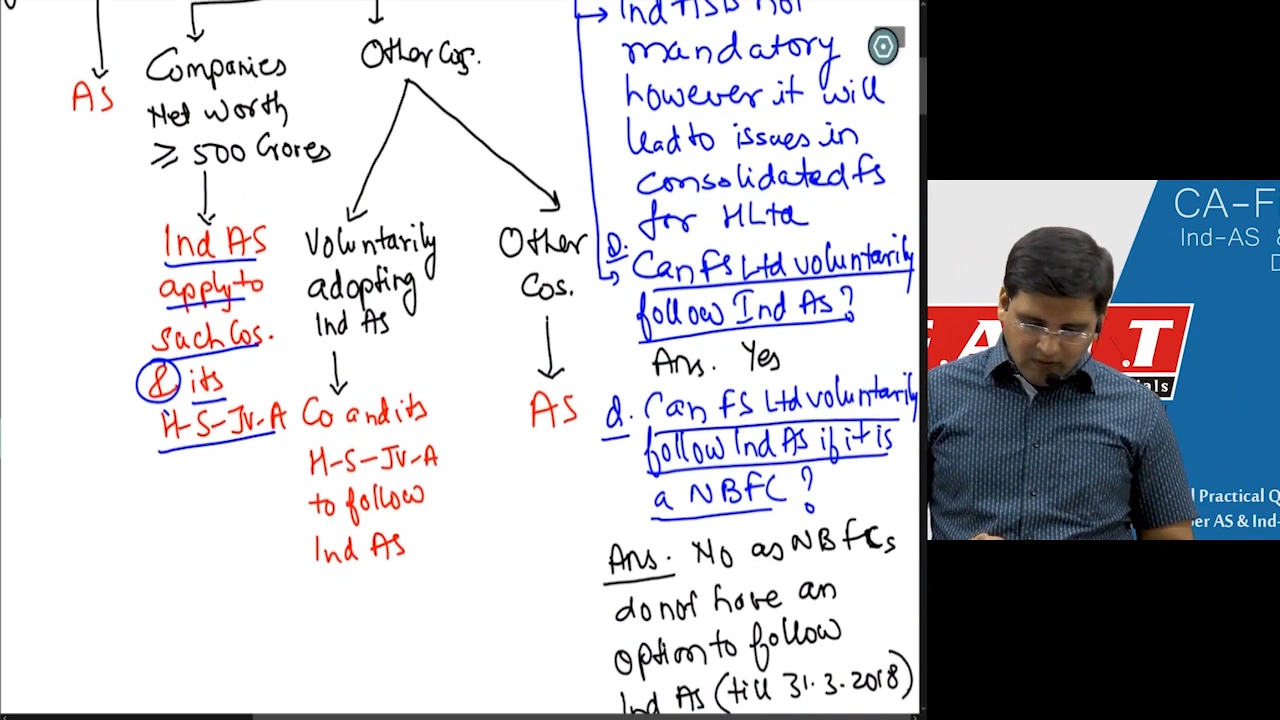 AS
Companies
Net Worth
≥ 500 Crores
Ind AS
apply to
such Cos.
& its
H-S-JV-A
Other Cos.
Voluntarily
adopting
Ind AS
Co and its
H-S-JV-A
to follow
Ind AS
Other
Cos.
AS
Ind AS is not
mandatory
however it will
lead to issues in
consolidated fs
for H Ltd
Can FS Ltd voluntarily
follow Ind AS?
Ans. Yes
d. Can FS Ltd voluntarily
follow Ind AS if it is
a NBFC?
Ans. No as NBFCs
do not have an
option to follow
Ind AS (till 31.3.2018)
CA-F
Ind-AS &
D
.T
ials
l Practical Q
er AS & Ind-